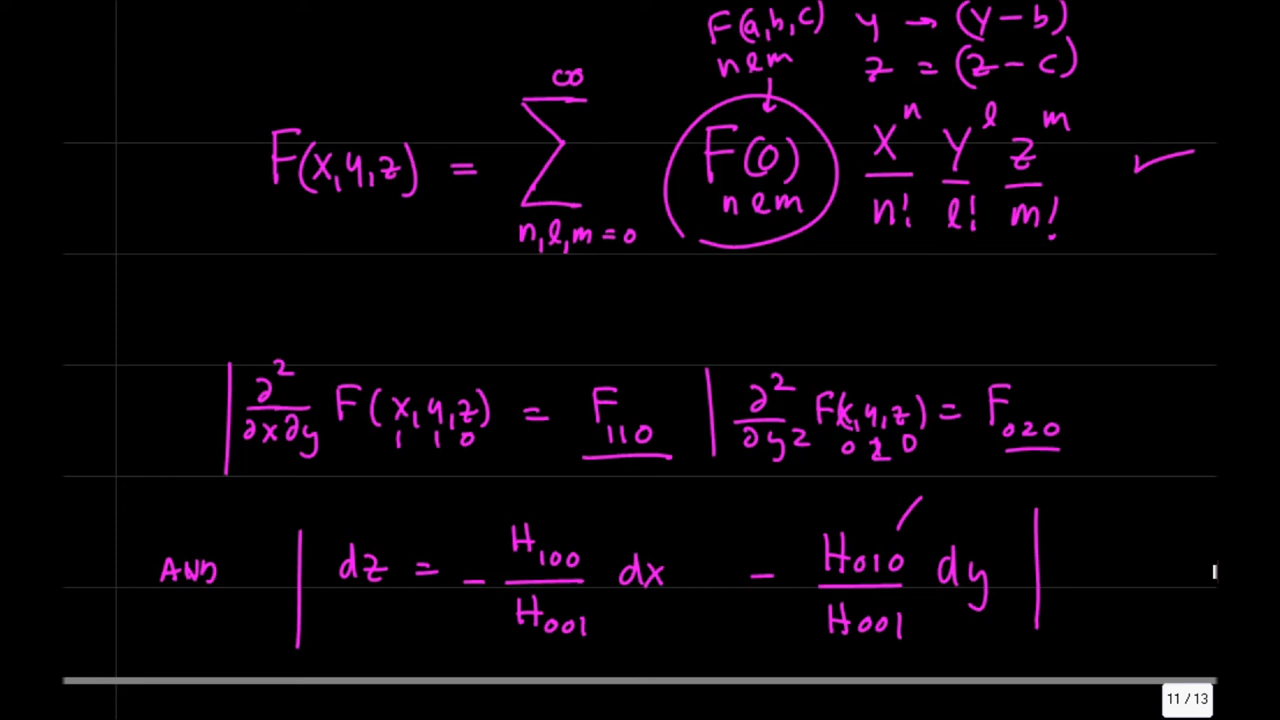 F(a,b,c) y → (y-b)
nlm z = (z-c)
∞
F(x,y,z) = ∑ F(0) x^n y^l z^m ✓
n,l,m=0 nlm n! l! m!
∂²/∂x∂y F(x,y,z) = F₁₁₀ | ∂²/∂y² F(x,y,z) = F₀₂₀
1 1 0 0 2 0
AND | dz = - H₁₀₀/H₀₀₁ dx - H₀₁₀/H₀₀₁ dy |
11 / 13